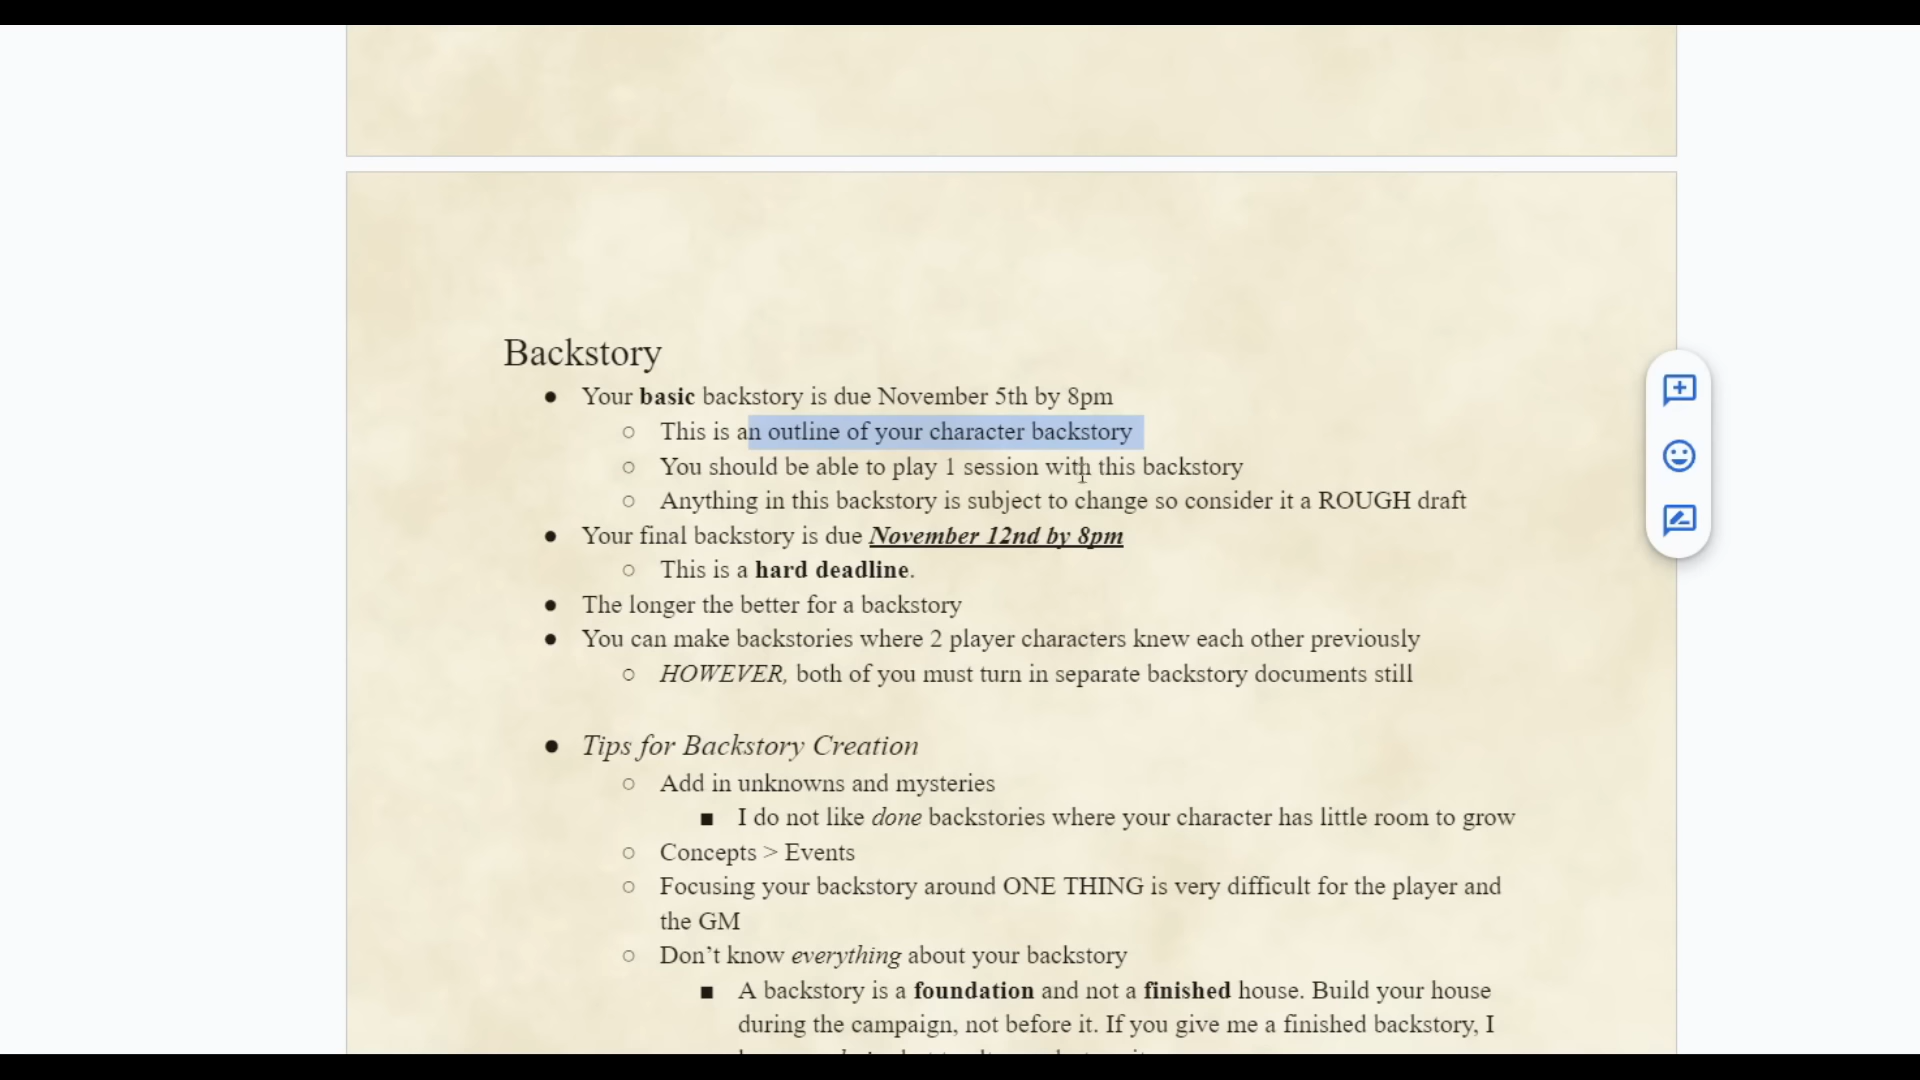 Backstory
● Your basic backstory is due November 5th by 8pm
○ This is an outline of your character backstory
○ You should be able to play 1 session with this backstory
○ Anything in this backstory is subject to change so consider it a ROUGH draft
● Your final backstory is due November 12nd by 8pm
○ This is a hard deadline.
● The longer the better for a backstory
● You can make backstories where 2 player characters knew each other previously
○ HOWEVER, both of you must turn in separate backstory documents still
● Tips for Backstory Creation
○ Add in unknowns and mysteries
■ I do not like done backstories where your character has little room to grow
○ Concepts > Events
○ Focusing your backstory around ONE THING is very difficult for the player and
the GM
○ Don’t know everything about your backstory
■ A backstory is a foundation and not a finished house. Build your house
during the campaign, not before it. If you give me a finished backstory, I